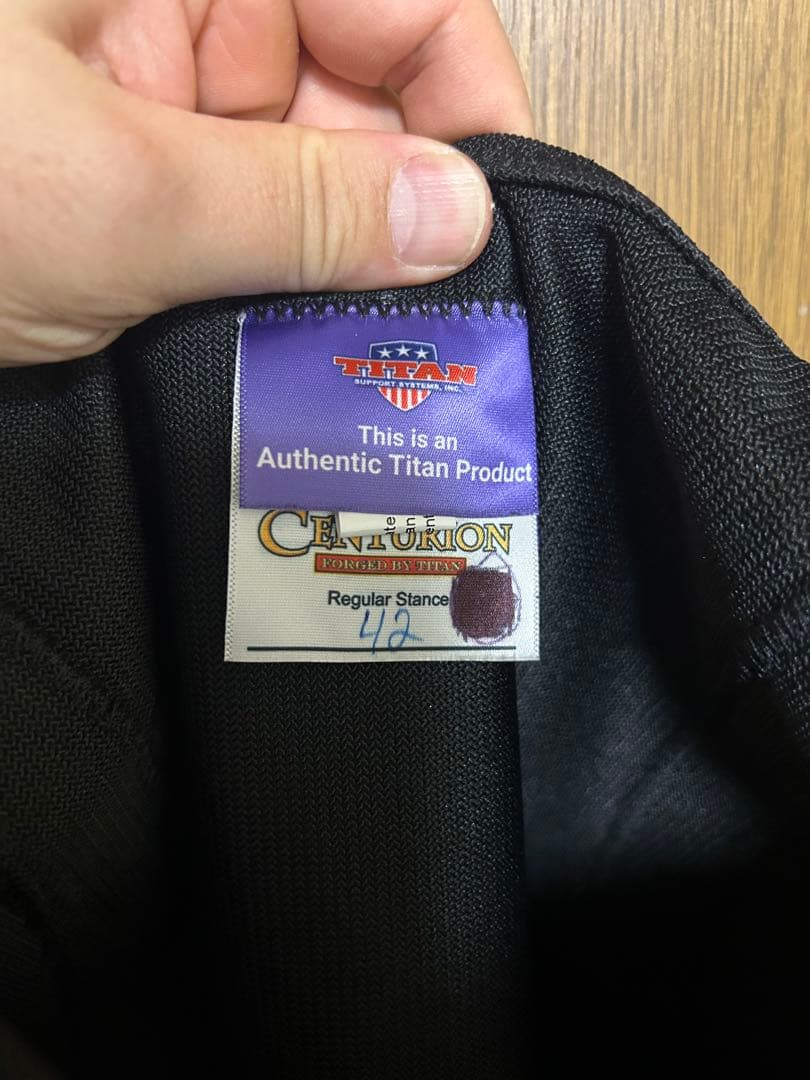 TITAN
SUPPORT SYSTEMS, INC.
This is an
Authentic Titan Product
CENTURION
FORGED BY TITAN
Regular Stance
42